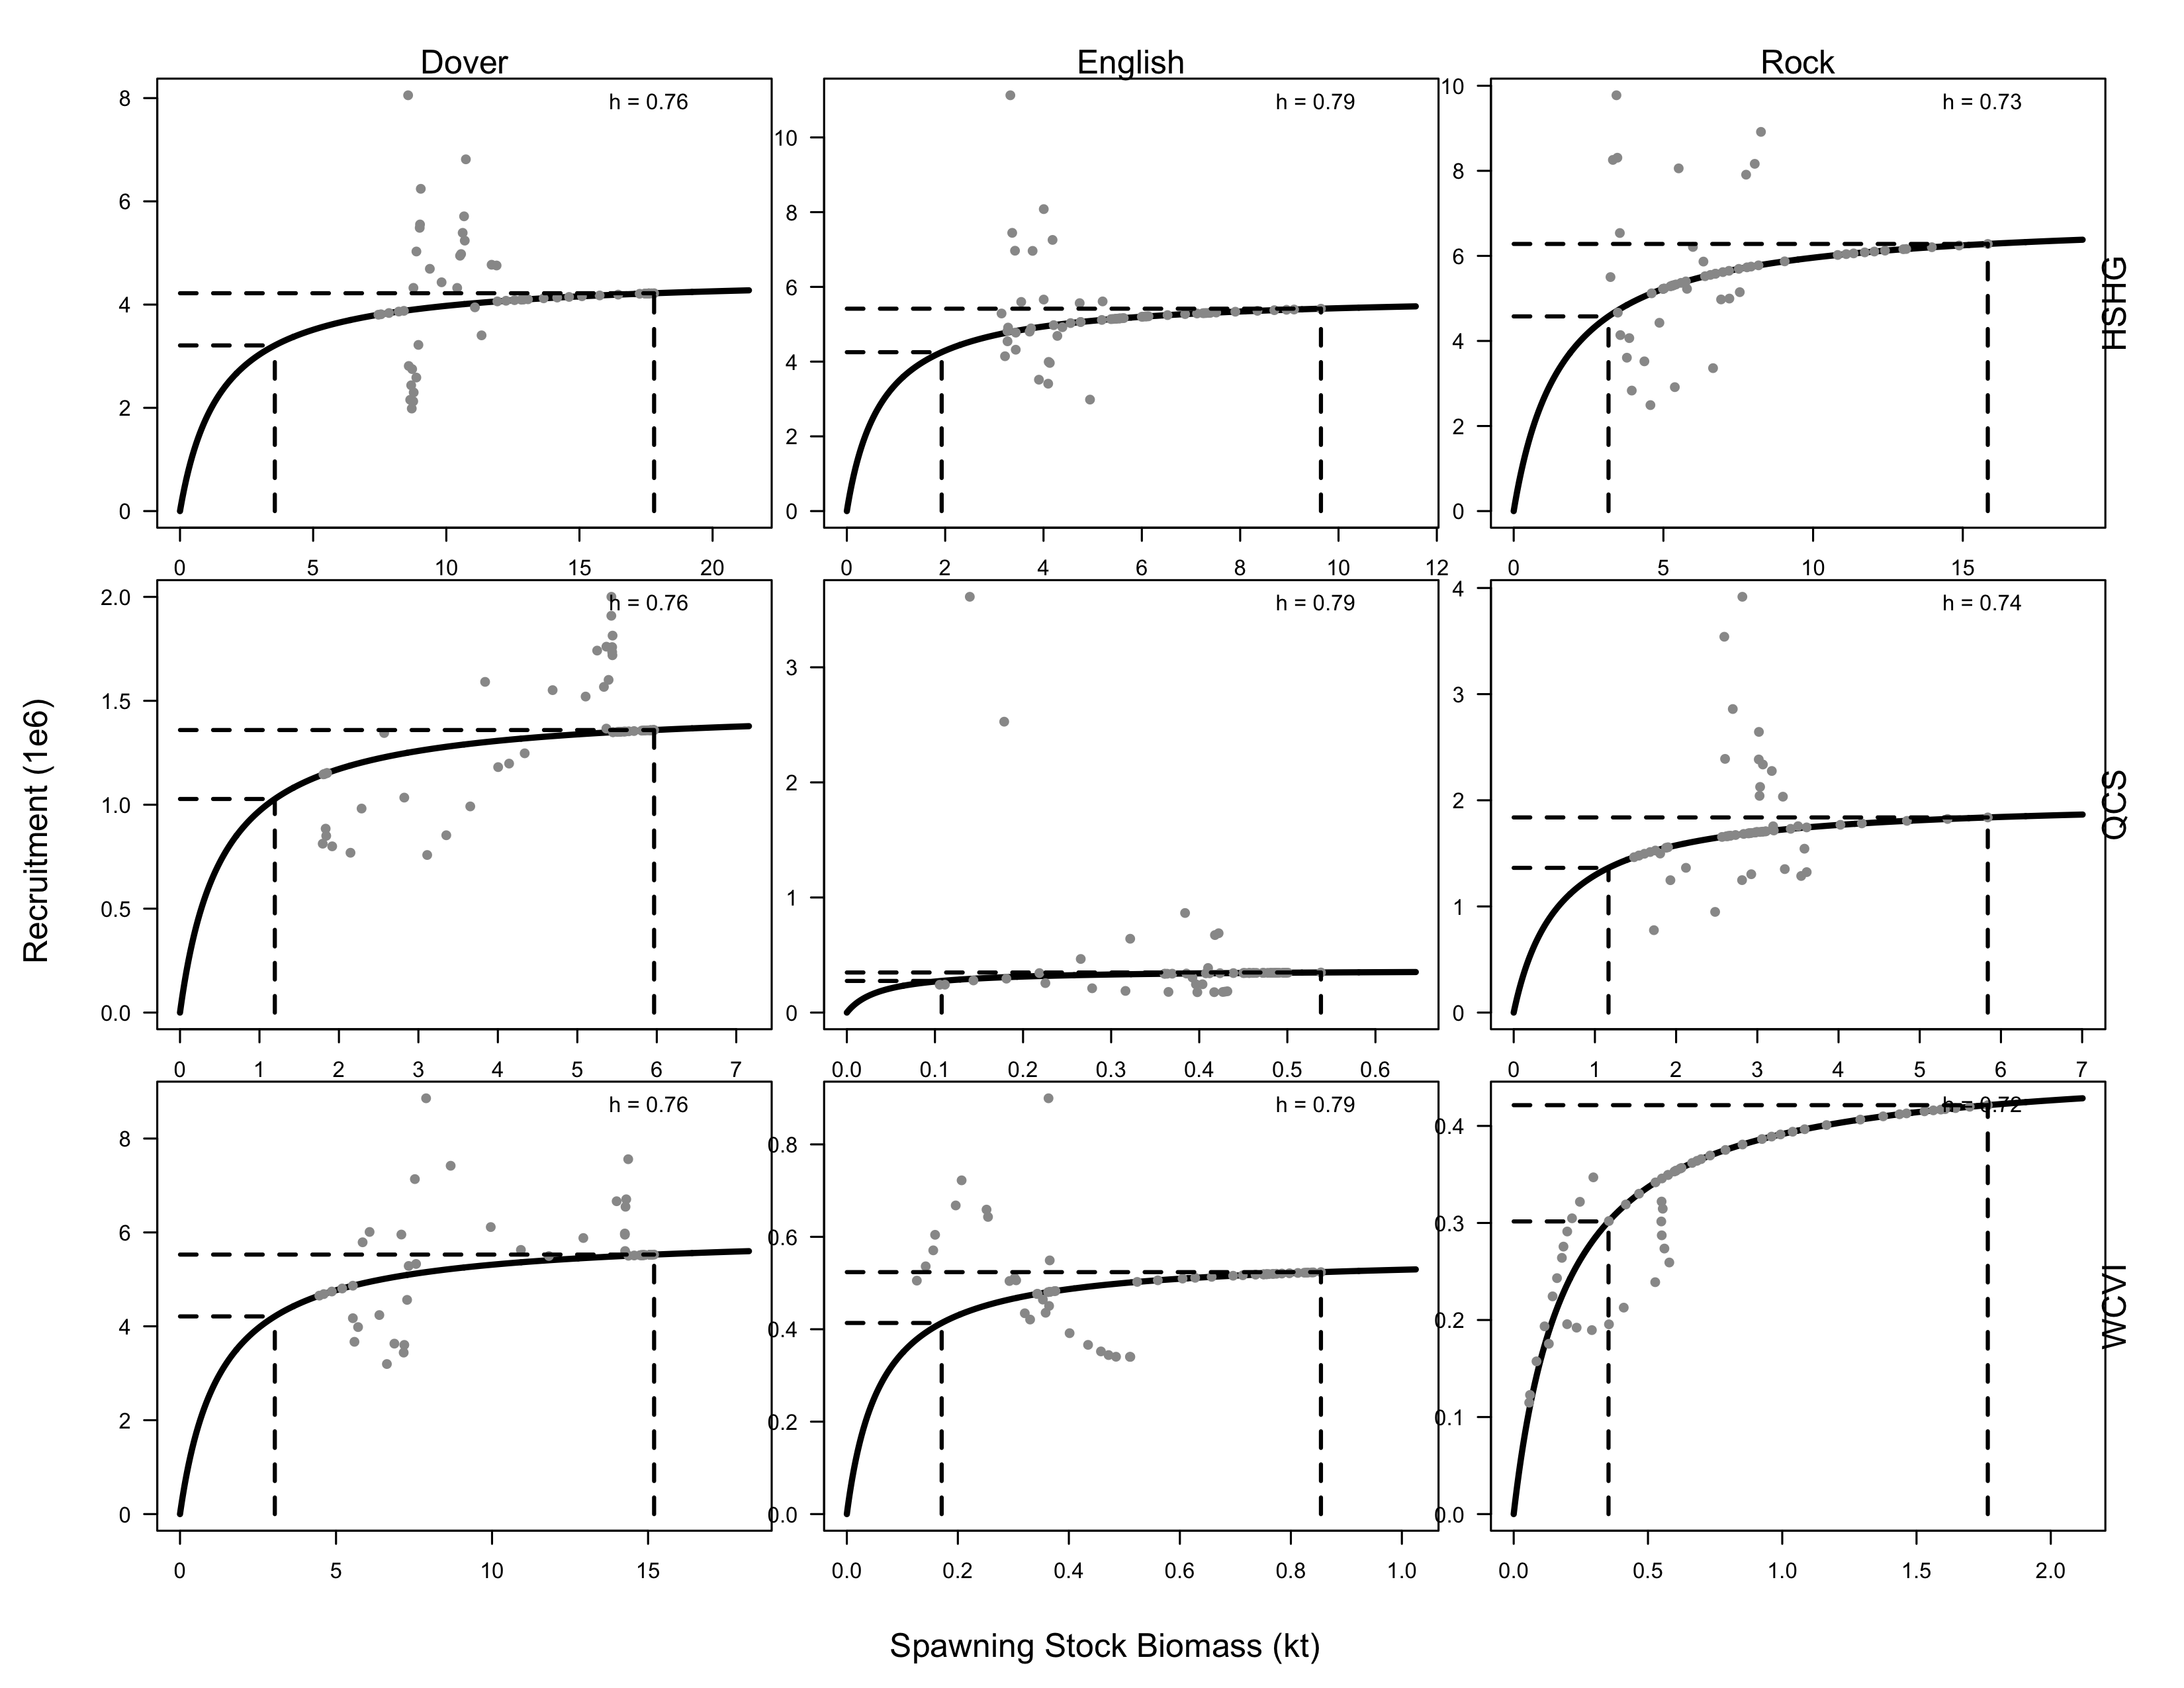 Dover English Rock
h = 0.76 h = 0.79 h = 0.73
8 6 4 2 0
10 8 6 4 2 0
10 8 6 4 2 0
HSHG
0 5 10 15 20
0 2 4 6 8 10 12
0 5 10 15
h = 0.76 h = 0.79 h = 0.74
2.0 1.5 1.0 0.5 0.0
3 2 1 0
4 3 2 1 0
QCS
0 1 2 3 4 5 6 7
0.0 0.1 0.2 0.3 0.4 0.5 0.6
0 1 2 3 4 5 6 7
h = 0.76 h = 0.79 h = 0.72
8 6 4 2 0
0.8 0.6 0.4 0.2 0.0
0.4 0.3 0.2 0.1 0.0
WCVI
0 5 10 15
0.0 0.2 0.4 0.6 0.8 1.0
0.0 0.5 1.0 1.5 2.0
Recruitment (1e6)
Spawning Stock Biomass (kt)